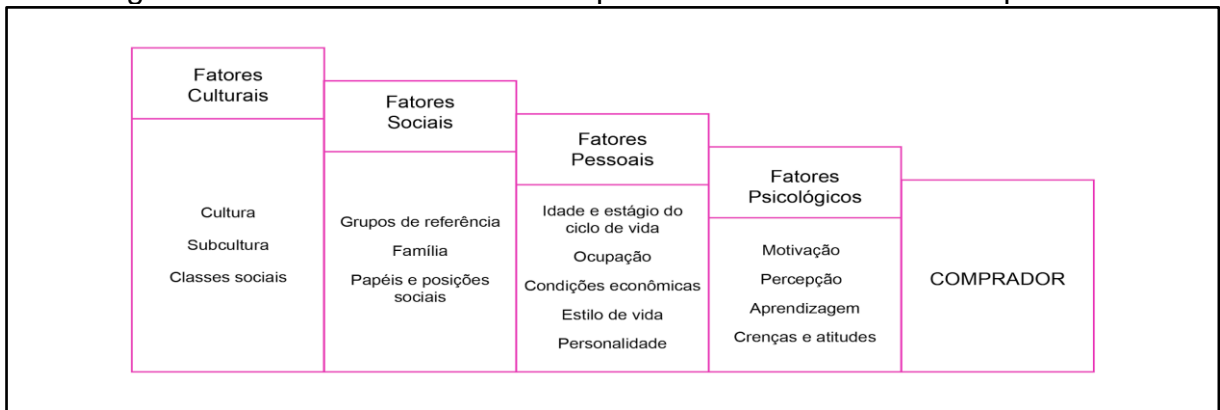 Fatores
Culturais
Cultura
Subcultura
Classes sociais
Fatores
Sociais
Grupos de referência
Família
Papéis e posições
sociais
Fatores
Pessoais
Idade e estágio do
ciclo de vida
Ocupação
Condições econômicas
Estilo de vida
Personalidade
Fatores
Psicológicos
Motivação
Percepção
Aprendizagem
Crenças e atitudes
COMPRADOR